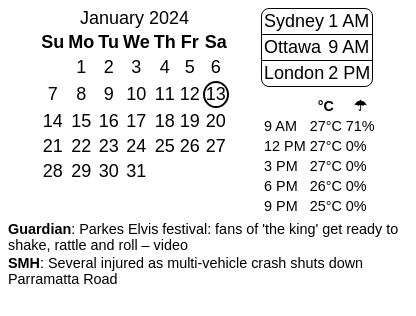 January 2024
Su Mo Tu We Th Fr Sa
1 2 3 4 5 6
7 8 9 10 11 12 13
14 15 16 17 18 19 20
21 22 23 24 25 26 27
28 29 30 31
Sydney 1 AM
Ottawa 9 AM
London 2 PM
°C ☂
9 AM 27°C 71%
12 PM 27°C 0%
3 PM 27°C 0%
6 PM 26°C 0%
9 PM 25°C 0%
Guardian: Parkes Elvis festival: fans of 'the king' get ready to
shake, rattle and roll – video
SMH: Several injured as multi-vehicle crash shuts down
Parramatta Road